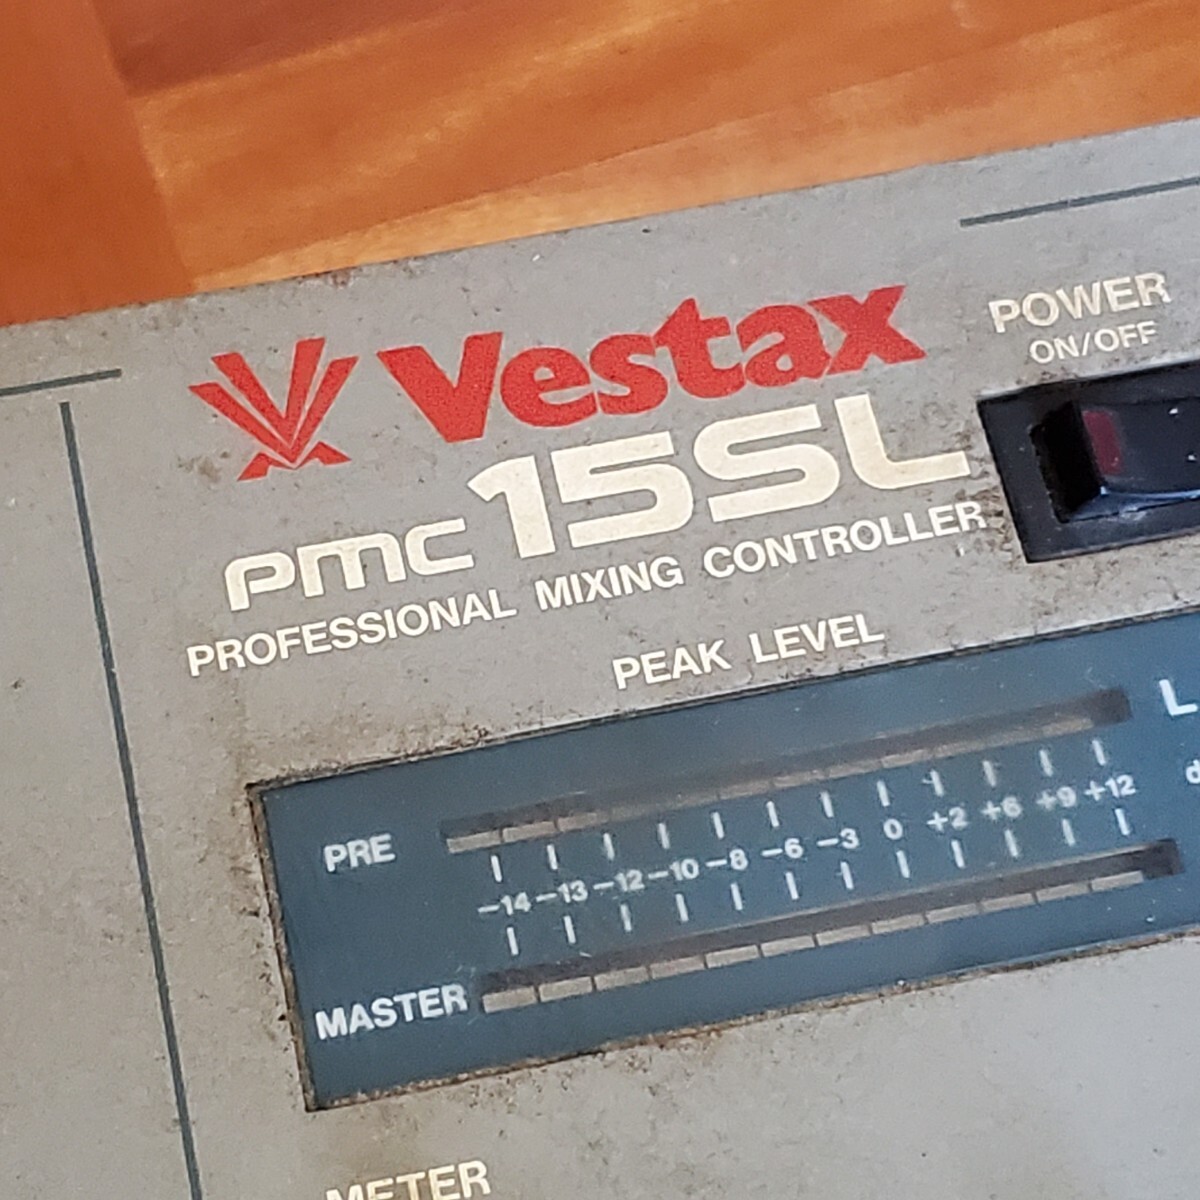 Vestax
POWER
ON/OFF
pmc 15SL
PROFESSIONAL MIXING CONTROLLER
PEAK LEVEL
L
d
PRE
-14 -13 -12 -10 -8 -6 -3 0 +2 +6 +9 +12
MASTER
METER